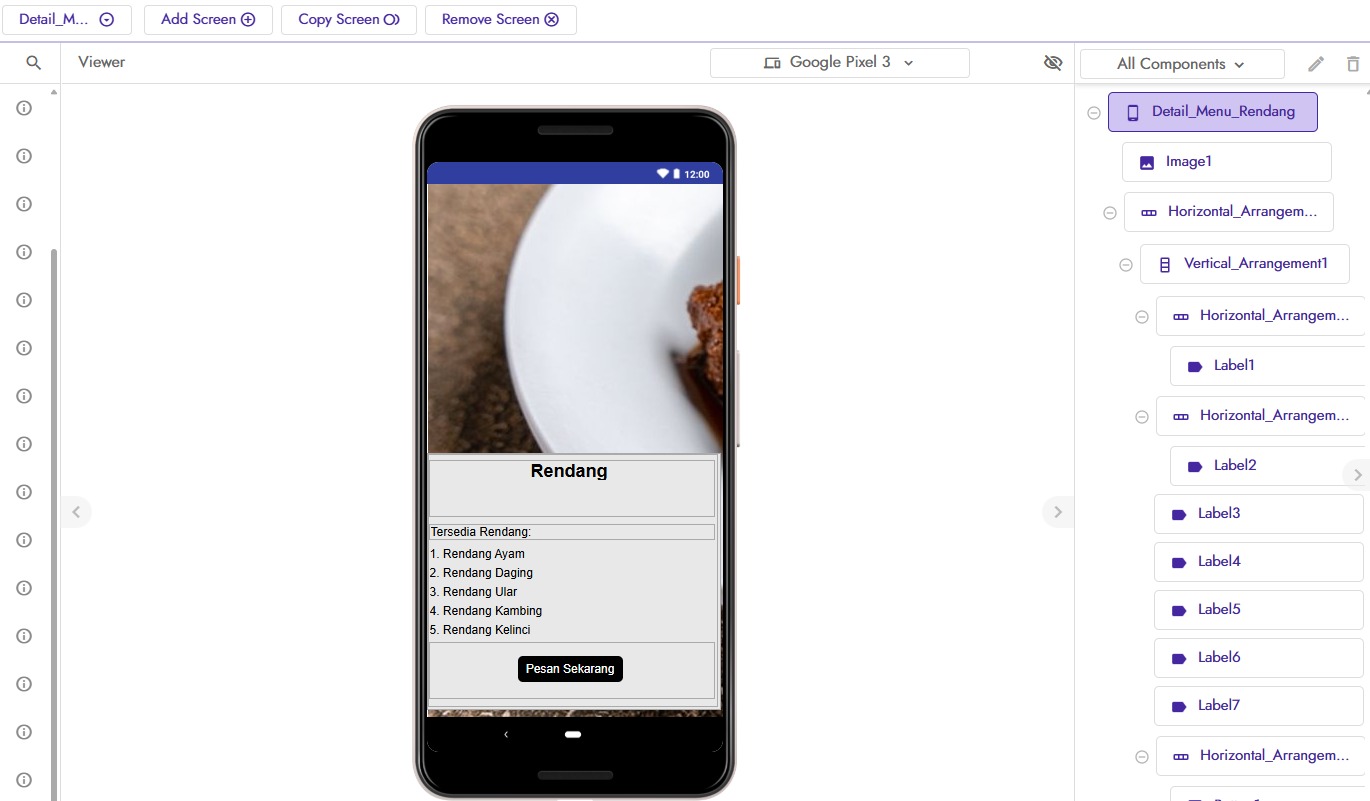 Detail_M...
Add Screen
Copy Screen
Remove Screen
Viewer
Google Pixel 3
All Components
12:00
Rendang
Tersedia Rendang:
1. Rendang Ayam
2. Rendang Daging
3. Rendang Ular
4. Rendang Kambing
5. Rendang Kelinci
Pesan Sekarang
Detail_Menu_Rendang
Image1
Horizontal_Arrangem...
Vertical_Arrangement1
Horizontal_Arrangem...
Label1
Horizontal_Arrangem...
Label2
Label3
Label4
Label5
Label6
Label7
Horizontal_Arrangem...